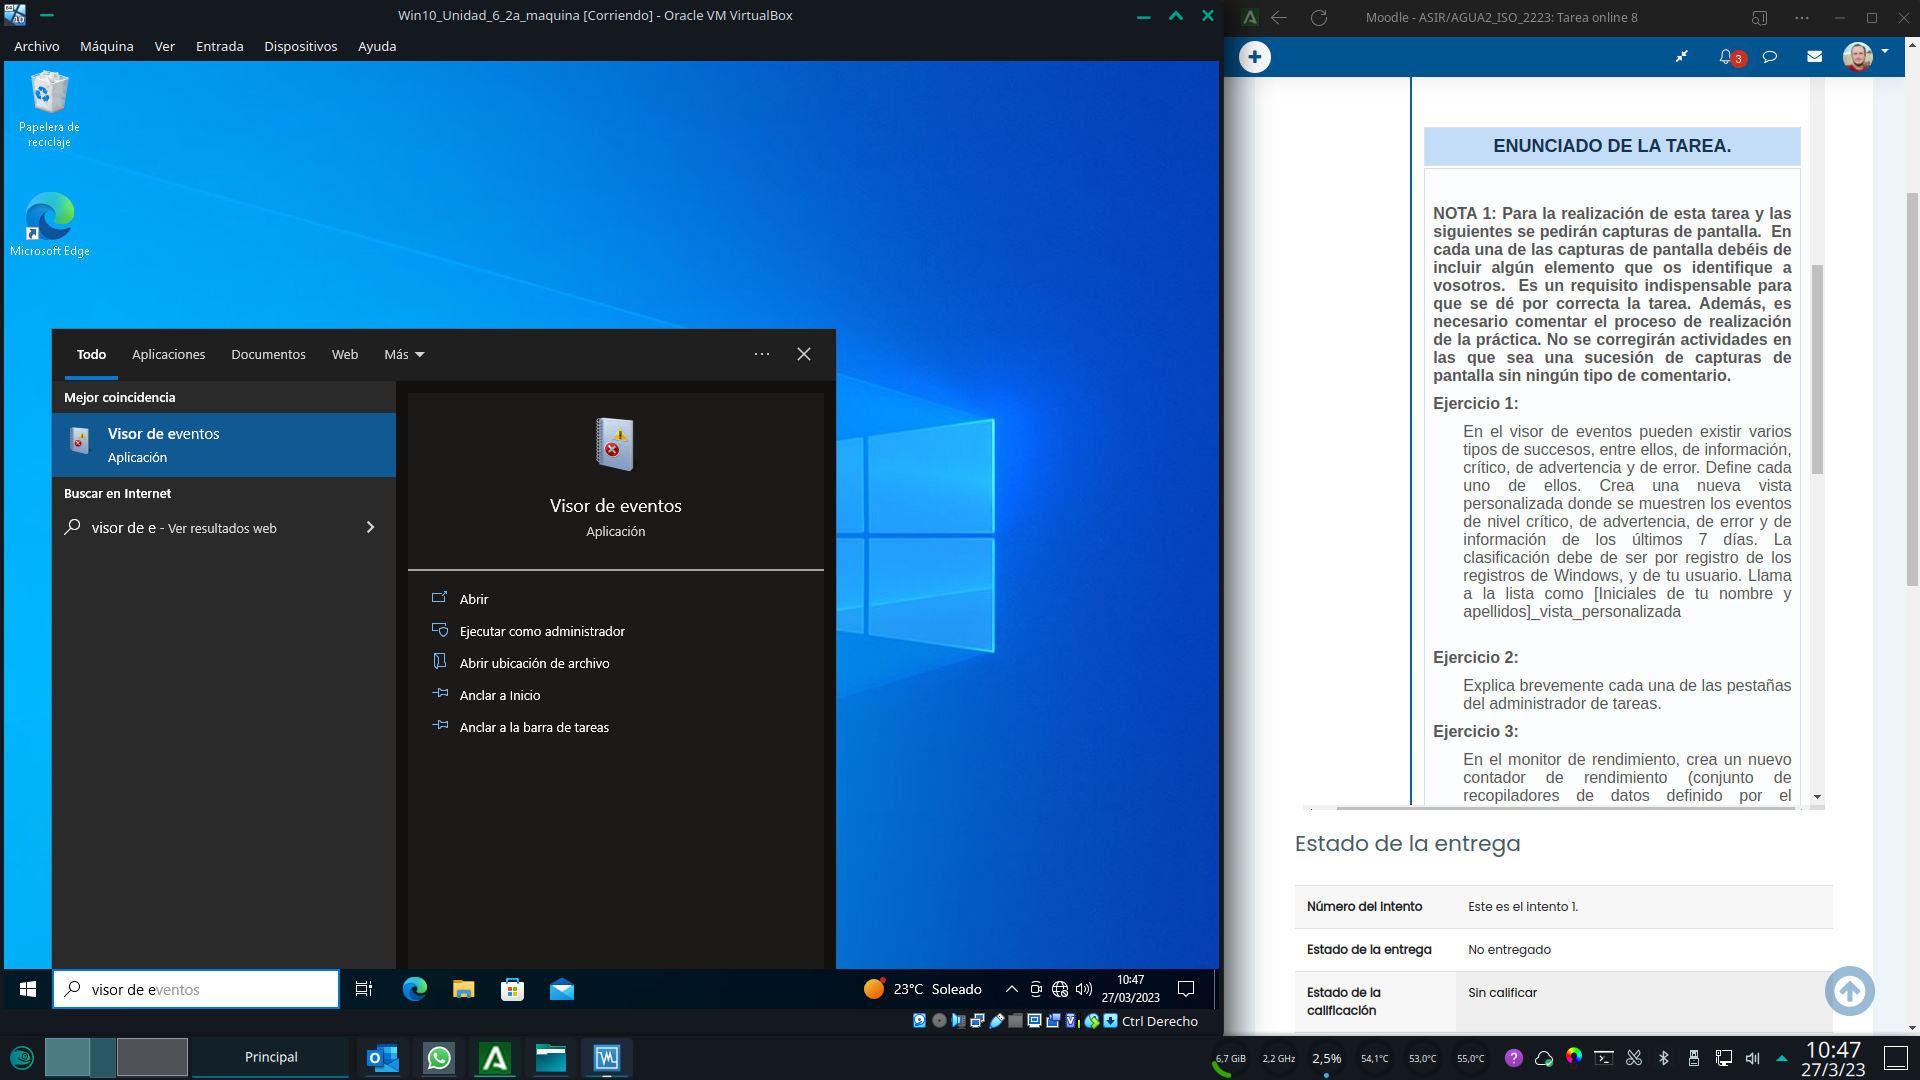 Win10_Unidad_6_2a_maquina [Corriendo] - Oracle VM VirtualBox
Archivo Máquina Ver Entrada Dispositivos Ayuda
Papelera de
reciclaje
Microsoft Edge
Todo Aplicaciones Documentos Web Más
Mejor coincidencia
Visor de eventos
Aplicación
Buscar en Internet
visor de e - Ver resultados web
Visor de eventos
Aplicación
Abrir
Ejecutar como administrador
Abrir ubicación de archivo
Anclar a Inicio
Anclar a la barra de tareas
visor de eventos
23°C Soleado
10:47
27/03/2023
Ctrl Derecho
Moodle - ASIR/AGUA2_ISO_2223: Tarea online 8
3
ENUNCIADO DE LA TAREA.
NOTA 1: Para la realización de esta tarea y las
siguientes se pedirán capturas de pantalla. En
cada una de las capturas de pantalla debéis de
incluir algún elemento que os identifique a
vosotros. Es un requisito indispensable para
que se dé por correcta la tarea. Además, es
necesario comentar el proceso de realización
de la práctica. No se corregirán actividades en
las que sea una sucesión de capturas de
pantalla sin ningún tipo de comentario.
Ejercicio 1:
En el visor de eventos pueden existir varios
tipos de succesos, entre ellos, de información,
crítico, de advertencia y de error. Define cada
uno de ellos. Crea una nueva vista
personalizada donde se muestren los eventos
de nivel crítico, de advertencia, de error y de
información de los últimos 7 días. La
clasificación debe de ser por registro de los
registros de Windows, y de tu usuario. Llama
a la lista como [Iniciales de tu nombre y
apellidos]_vista_personalizada
Ejercicio 2:
Explica brevemente cada una de las pestañas
del administrador de tareas.
Ejercicio 3:
En el monitor de rendimiento, crea un nuevo
contador de rendimiento (conjunto de
recopiladores de datos definido por el
Estado de la entrega
Número del intento Este es el intento 1.
Estado de la entrega No entregado
Estado de la Sin calificar
calificación
Principal
6,7 GiB 2,2 GHz 2,5% 54,1°C 53,0°C 55,0°C
10:47
27/3/23